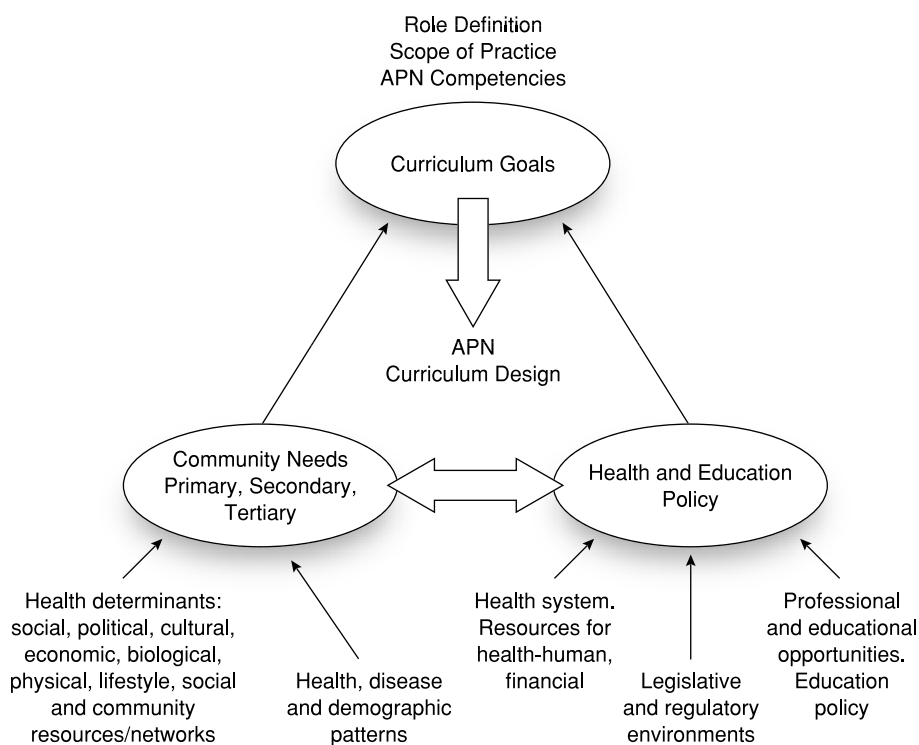 Role Definition
Scope of Practice
APN Competencies
Curriculum Goals
APN
Curriculum Design
Community Needs
Primary, Secondary,
Tertiary
Health and Education
Policy
Health determinants:
social, political, cultural,
economic, biological,
physical, lifestyle, social
and community
resources/networks
Health, disease
and demographic
patterns
Health system.
Resources for
health-human,
financial
Legislative
and regulatory
environments
Professional
and educational
opportunities.
Education
policy